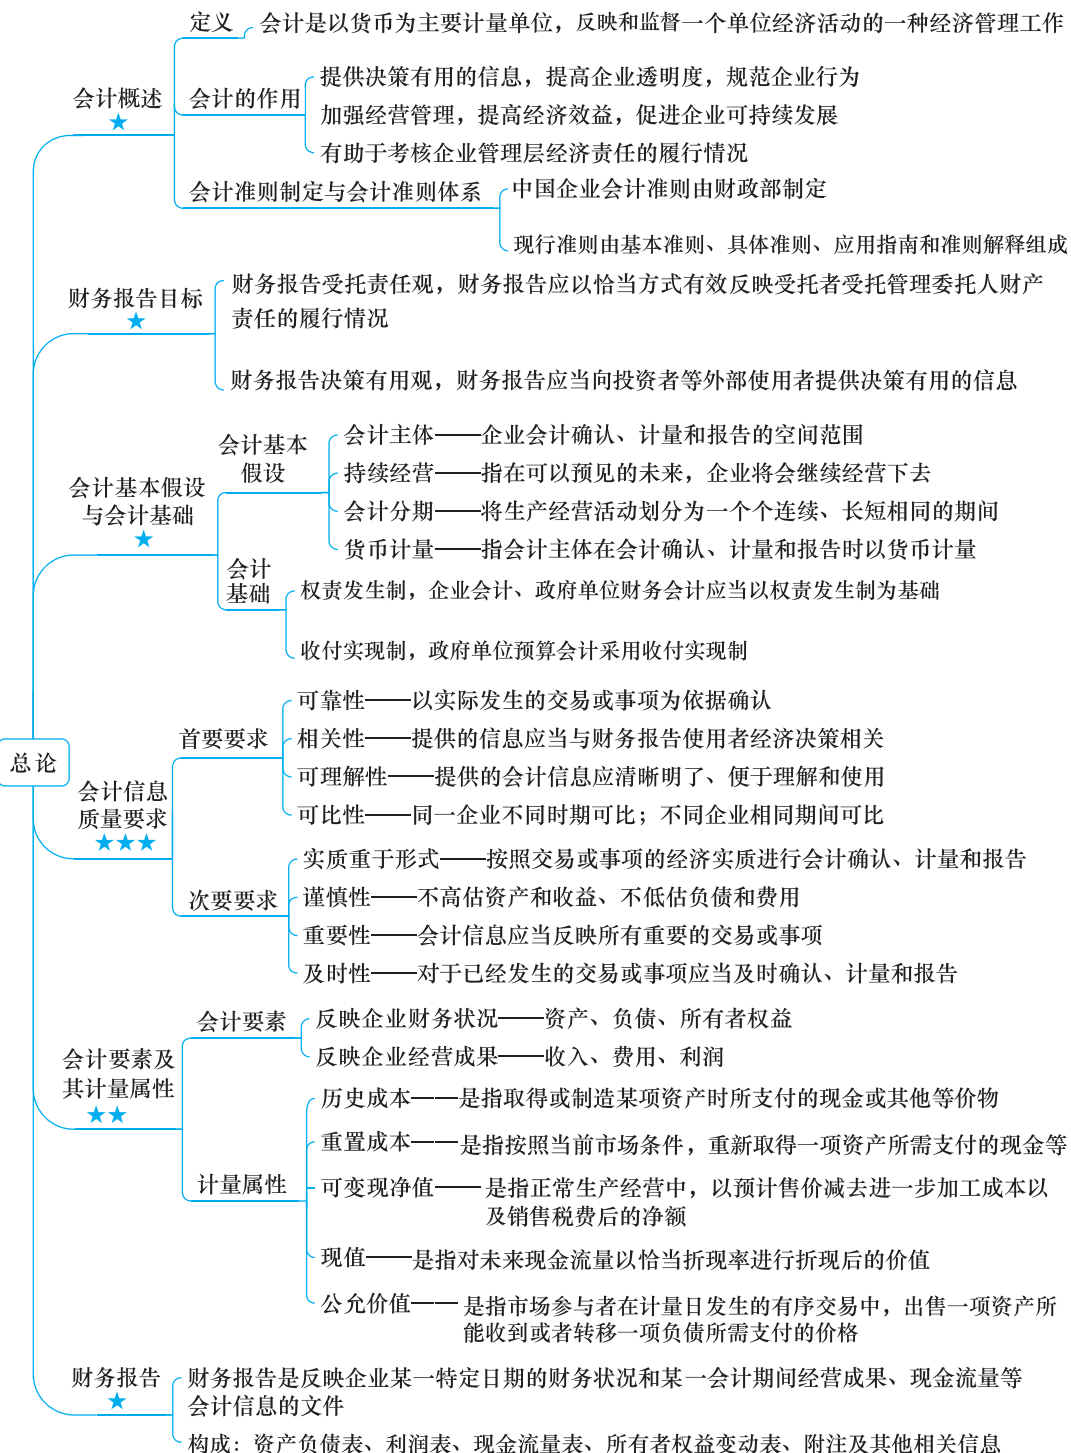 总论
会计概述
★
定义
会计是以货币为主要计量单位，反映和监督一个单位经济活动的一种经济管理工作
会计的作用
提供决策有用的信息，提高企业透明度，规范企业行为
加强经营管理，提高经济效益，促进企业可持续发展
有助于考核企业管理层经济责任的履行情况
会计准则制定与会计准则体系
中国企业会计准则由财政部制定
现行准则由基本准则、具体准则、应用指南和准则解释组成
财务报告目标
★
财务报告受托责任观，财务报告应以恰当方式有效反映受托者受托管理委托人财产
责任的履行情况
财务报告决策有用观，财务报告应当向投资者等外部使用者提供决策有用的信息
会计基本假设
与会计基础
★
会计基本
假设
会计主体——企业会计确认、计量和报告的空间范围
持续经营——指在可以预见的未来，企业将会继续经营下去
会计分期——将生产经营活动划分为一个个连续、长短相同的期间
货币计量——指会计主体在会计确认、计量和报告时以货币计量
会计
基础
权责发生制，企业会计、政府单位财务会计应当以权责发生制为基础
收付实现制，政府单位预算会计采用收付实现制
会计信息
质量要求
★★★
首要要求
可靠性——以实际发生的交易或事项为依据确认
相关性——提供的信息应当与财务报告使用者经济决策相关
可理解性——提供的会计信息应清晰明了、便于理解和使用
可比性——同一企业不同时期可比；不同企业相同期间可比
次要要求
实质重于形式——按照交易或事项的经济实质进行会计确认、计量和报告
谨慎性——不高估资产和收益、不低估负债和费用
重要性——会计信息应当反映所有重要的交易或事项
及时性——对于已经发生的交易或事项应当及时确认、计量和报告
会计要素及
其计量属性
★★
会计要素
反映企业财务状况——资产、负债、所有者权益
反映企业经营成果——收入、费用、利润
计量属性
历史成本——是指取得或制造某项资产时所支付的现金或其他等价物
重置成本——是指按照当前市场条件，重新取得一项资产所需支付的现金等
可变现净值——是指正常生产经营中，以预计售价减去进一步加工成本以
及销售税费后的净额
现值——是指对未来现金流量以恰当折现率进行折现后的价值
公允价值——是指市场参与者在计量日发生的有序交易中，出售一项资产所
能收到或者转移一项负债所需支付的价格
财务报告
★
财务报告是反映企业某一特定日期的财务状况和某一会计期间经营成果、现金流量等
会计信息的文件
构成：资产负债表、利润表、现金流量表、所有者权益变动表、附注及其他相关信息